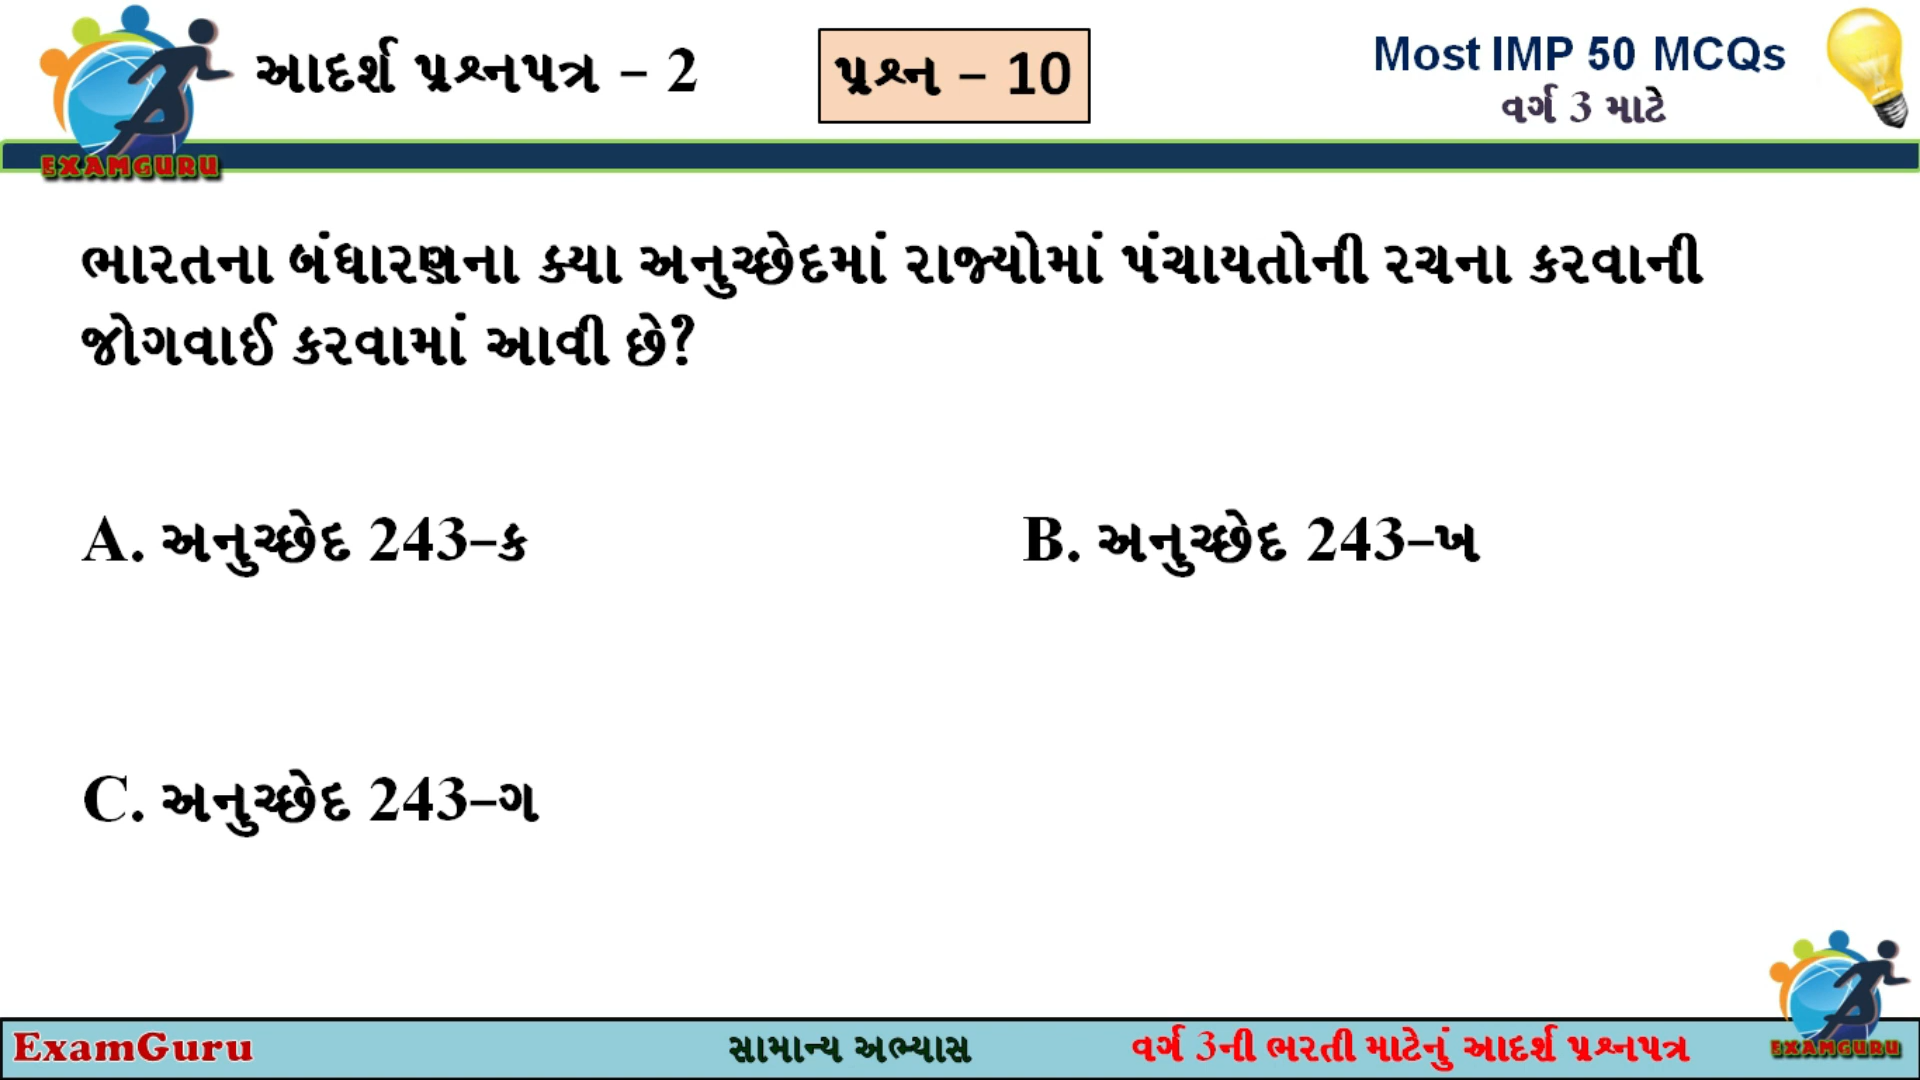 આદર્શ પ્રશ્નપત્ર – 2
પ્રશ્ન – 10
Most IMP 50 MCQs
વર્ગ 3 માટે
EXAMGURU
ભારતના બંધારણના ક્યા અનુચ્છેદમાં રાજ્યોમાં પંચાયતોની રચના કરવાની
જોગવાઈ કરવામાં આવી છે?
A. અનુચ્છેદ 243–ક
B. અનુચ્છેદ 243–ખ
C. અનુચ્છેદ 243–ગ
ExamGuru
સામાન્ય અભ્યાસ
વર્ગ 3ની ભરતી માટેનું આદર્શ પ્રશ્નપત્ર
EXAMGURU